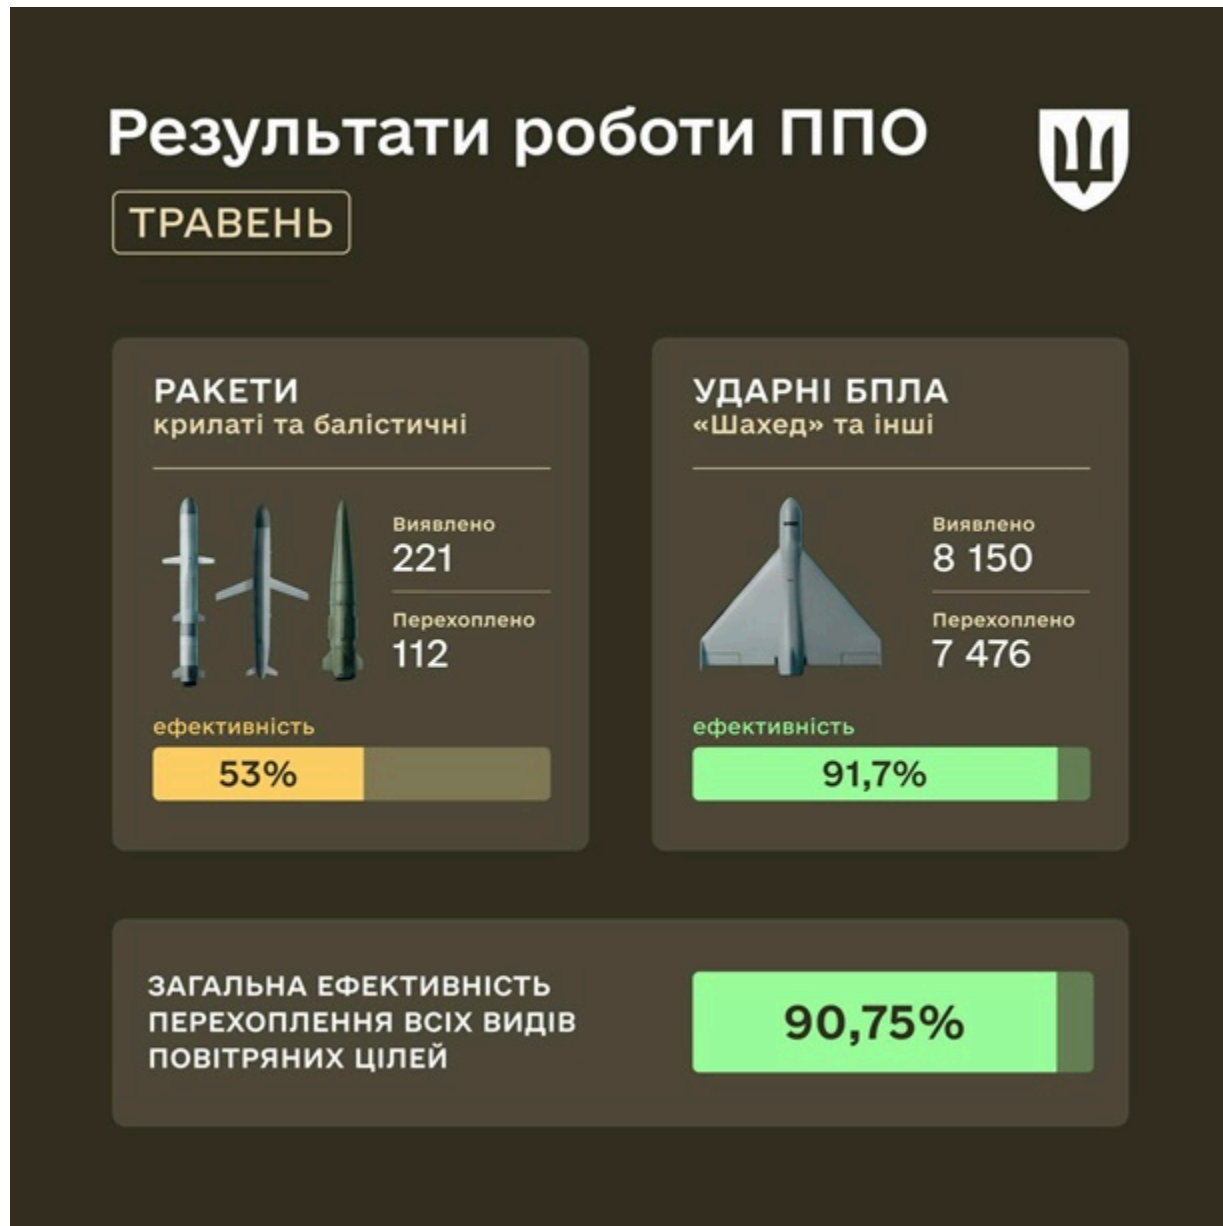 Результати роботи ППО
ТРАВЕНЬ
РАКЕТИ
крилаті та балістичні
Виявлено
221
Перехоплено
112
ефективність
53%
УДАРНІ БПЛА
«Шахед» та інші
Виявлено
8 150
Перехоплено
7 476
ефективність
91,7%
ЗАГАЛЬНА ЕФЕКТИВНІСТЬ
ПЕРЕХОПЛЕННЯ ВСІХ ВИДІВ
ПОВІТРЯНИХ ЦІЛЕЙ
90,75%